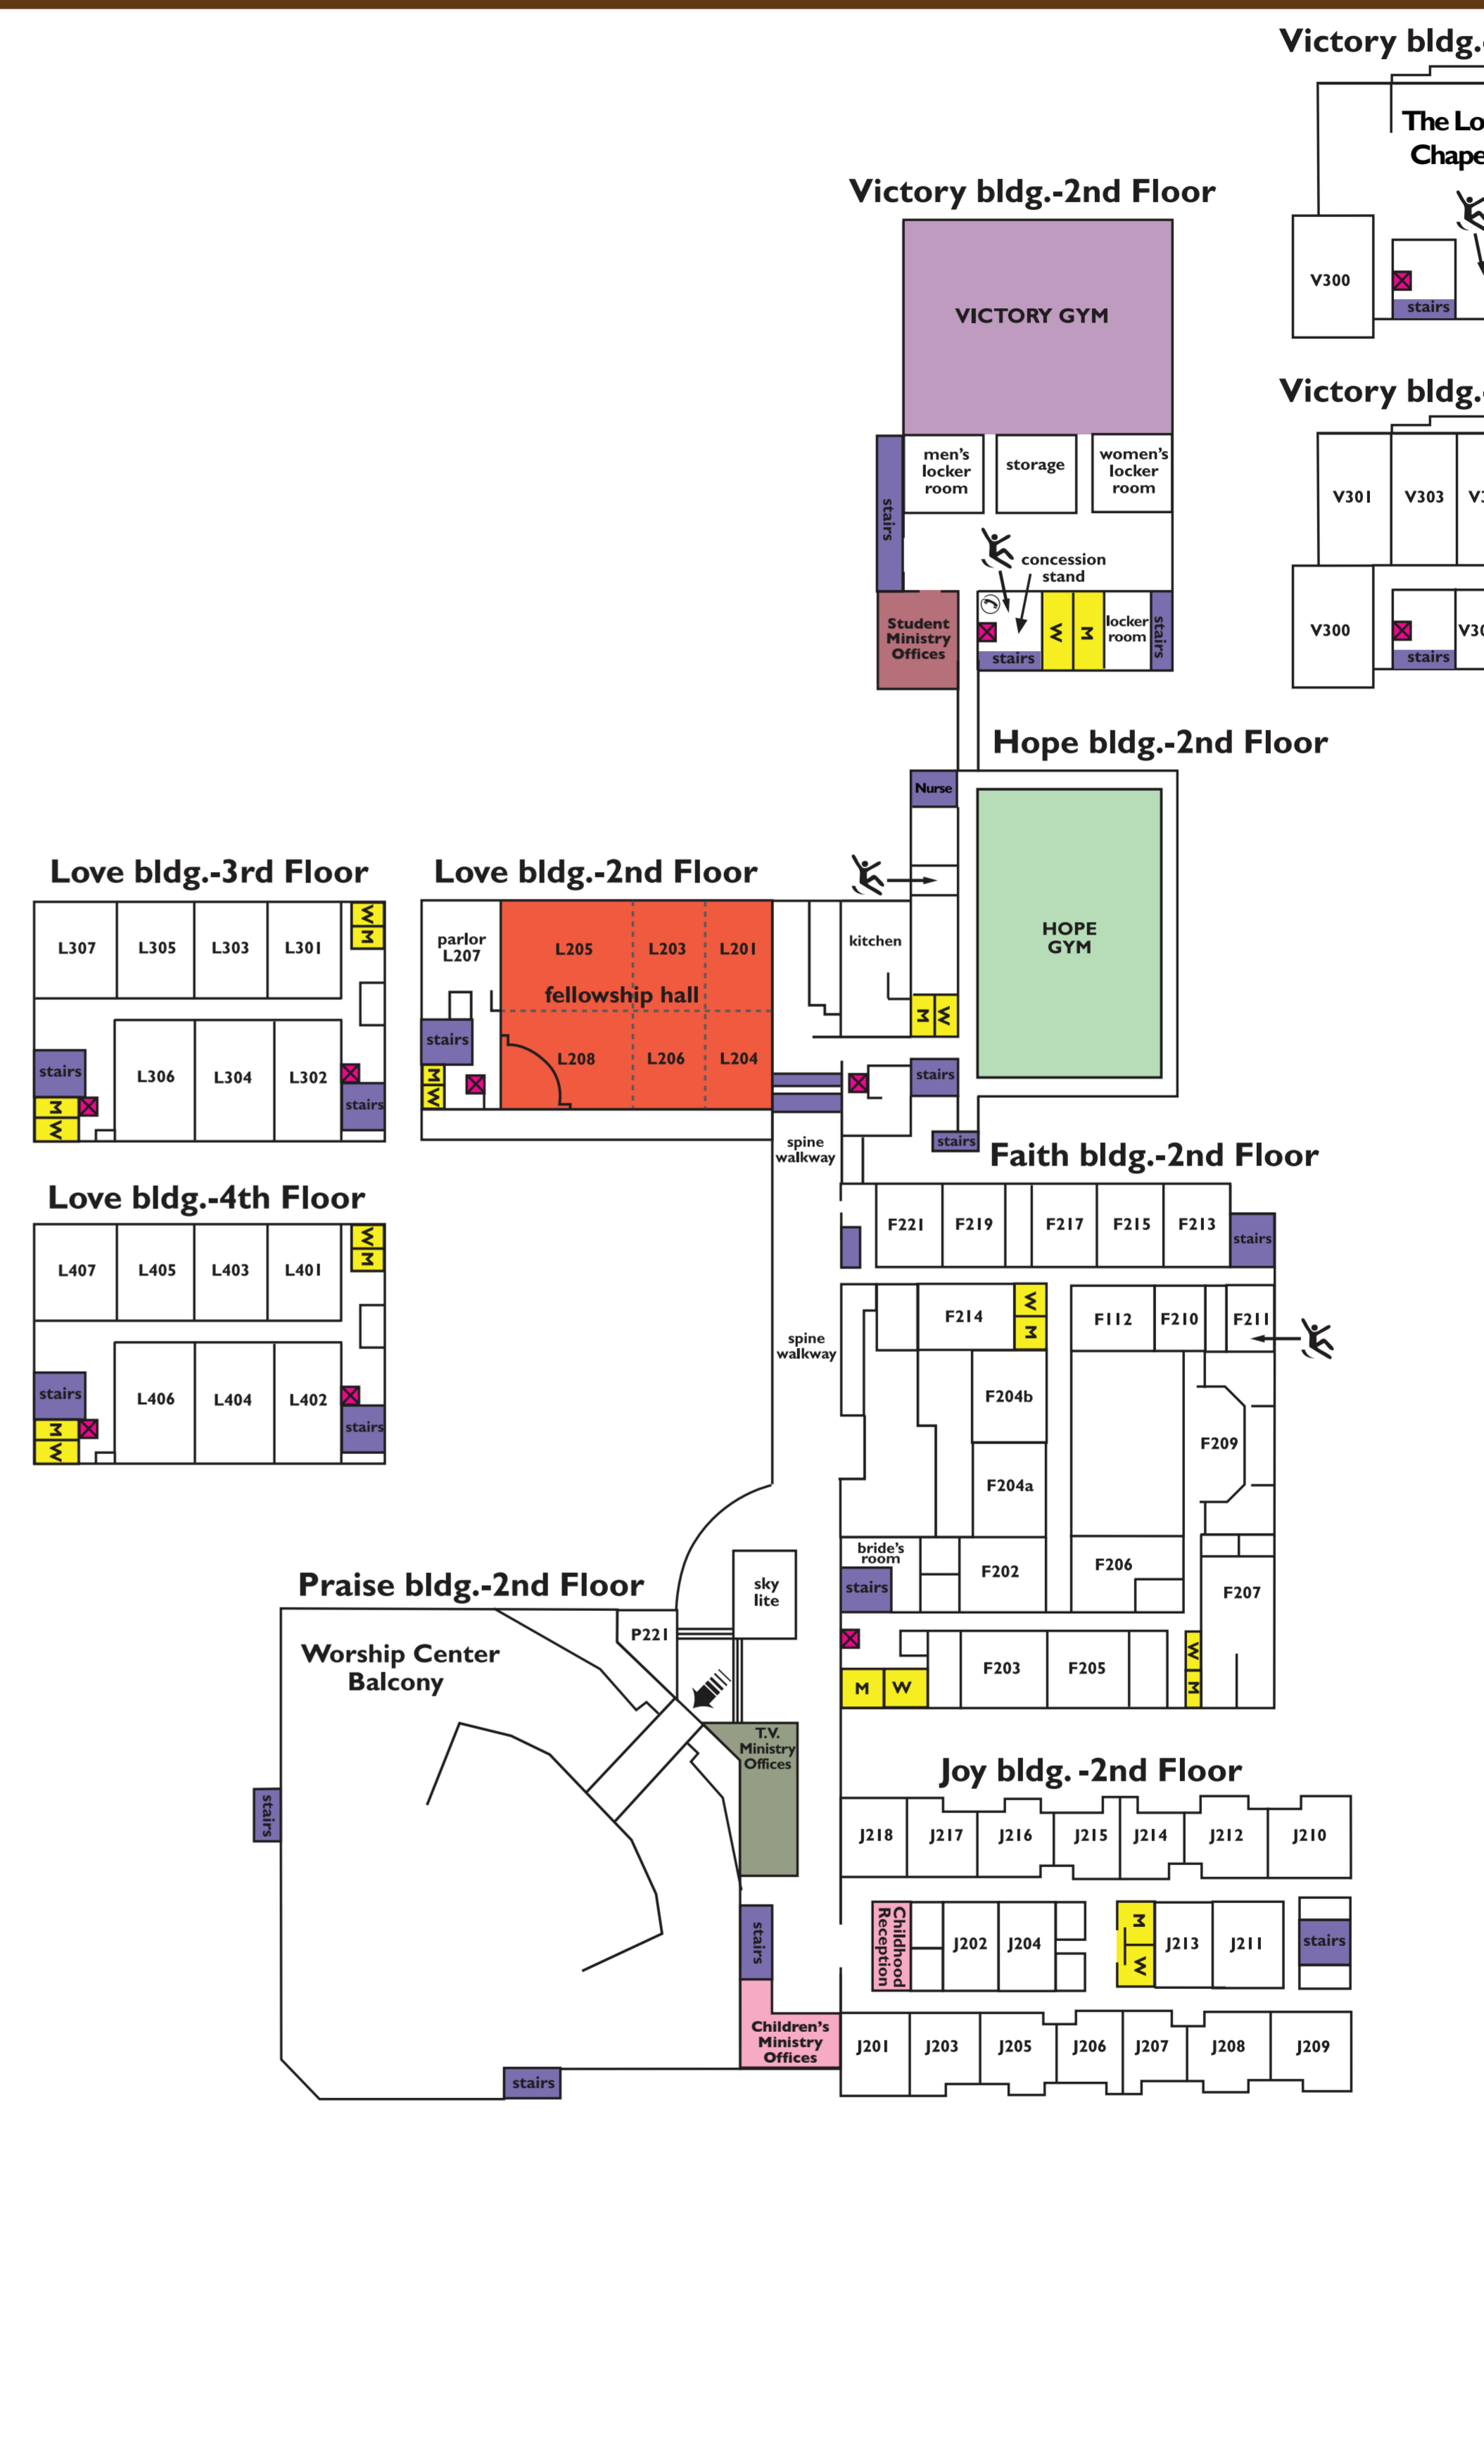 Victory bldg.-
The Lo
Chape
V300
stairs
Victory bldg.-2nd Floor
VICTORY GYM
men's
locker
room
storage
women's
locker
room
stairs
concession
stand
Student
Ministry
Offices
W
M
locker
room
stairs
stairs
Victory bldg.-
V301
V303
V3
V300
V30
stairs
Hope bldg.-2nd Floor
Nurse
HOPE
GYM
kitchen
M
W
stairs
stairs
Love bldg.-3rd Floor
L307
L305
L303
L301
W
M
stairs
M
W
L306
L304
L302
stairs
Love bldg.-2nd Floor
parlor
L207
L205
L203
L201
fellowship hall
stairs
M
W
L208
L206
L204
spine
walkway
Love bldg.-4th Floor
L407
L405
L403
L401
W
M
stairs
M
W
L406
L404
L402
stairs
Faith bldg.-2nd Floor
F221
F219
F217
F215
F213
stairs
spine
walkway
F214
W
M
F112
F210
F211
F204b
F209
F204a
bride's
room
stairs
F202
F206
F207
M
W
F203
F205
W
M
Praise bldg.-2nd Floor
Worship Center
Balcony
P221
sky
lite
T.V.
Ministry
Offices
stairs
stairs
Children's
Ministry
Offices
stairs
Joy bldg. -2nd Floor
J218
J217
J216
J215
J214
J212
J210
Childhood
Reception
J202
J204
M
W
J213
J211
stairs
J201
J203
J205
J206
J207
J208
J209